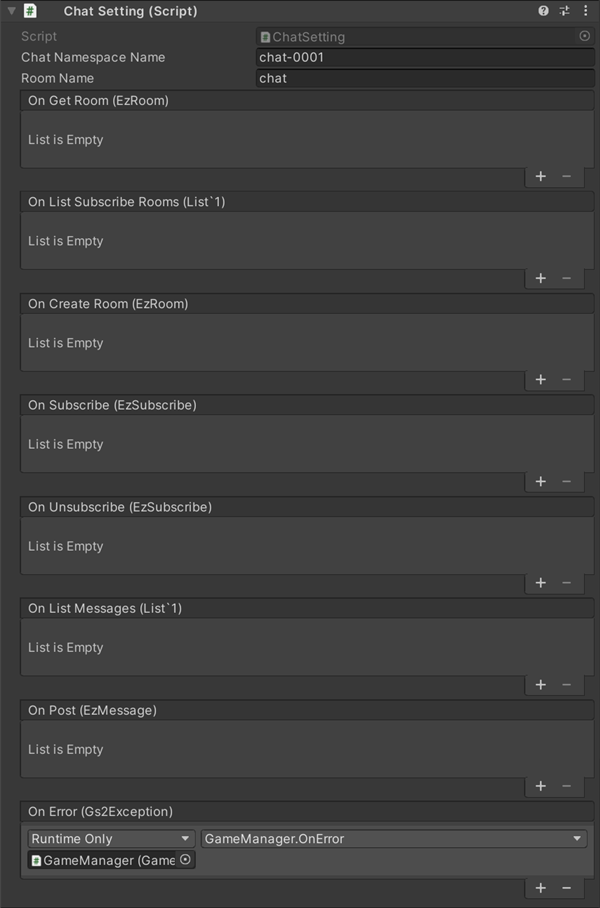 Chat Setting (Script)
Script ChatSetting
Chat Namespace Name chat-0001
Room Name chat
On Get Room (EzRoom)
List is Empty
On List Subscribe Rooms (List`1)
List is Empty
On Create Room (EzRoom)
List is Empty
On Subscribe (EzSubscribe)
List is Empty
On Unsubscribe (EzSubscribe)
List is Empty
On List Messages (List`1)
List is Empty
On Post (EzMessage)
List is Empty
On Error (Gs2Exception)
Runtime Only GameManager.OnError
GameManager (Game